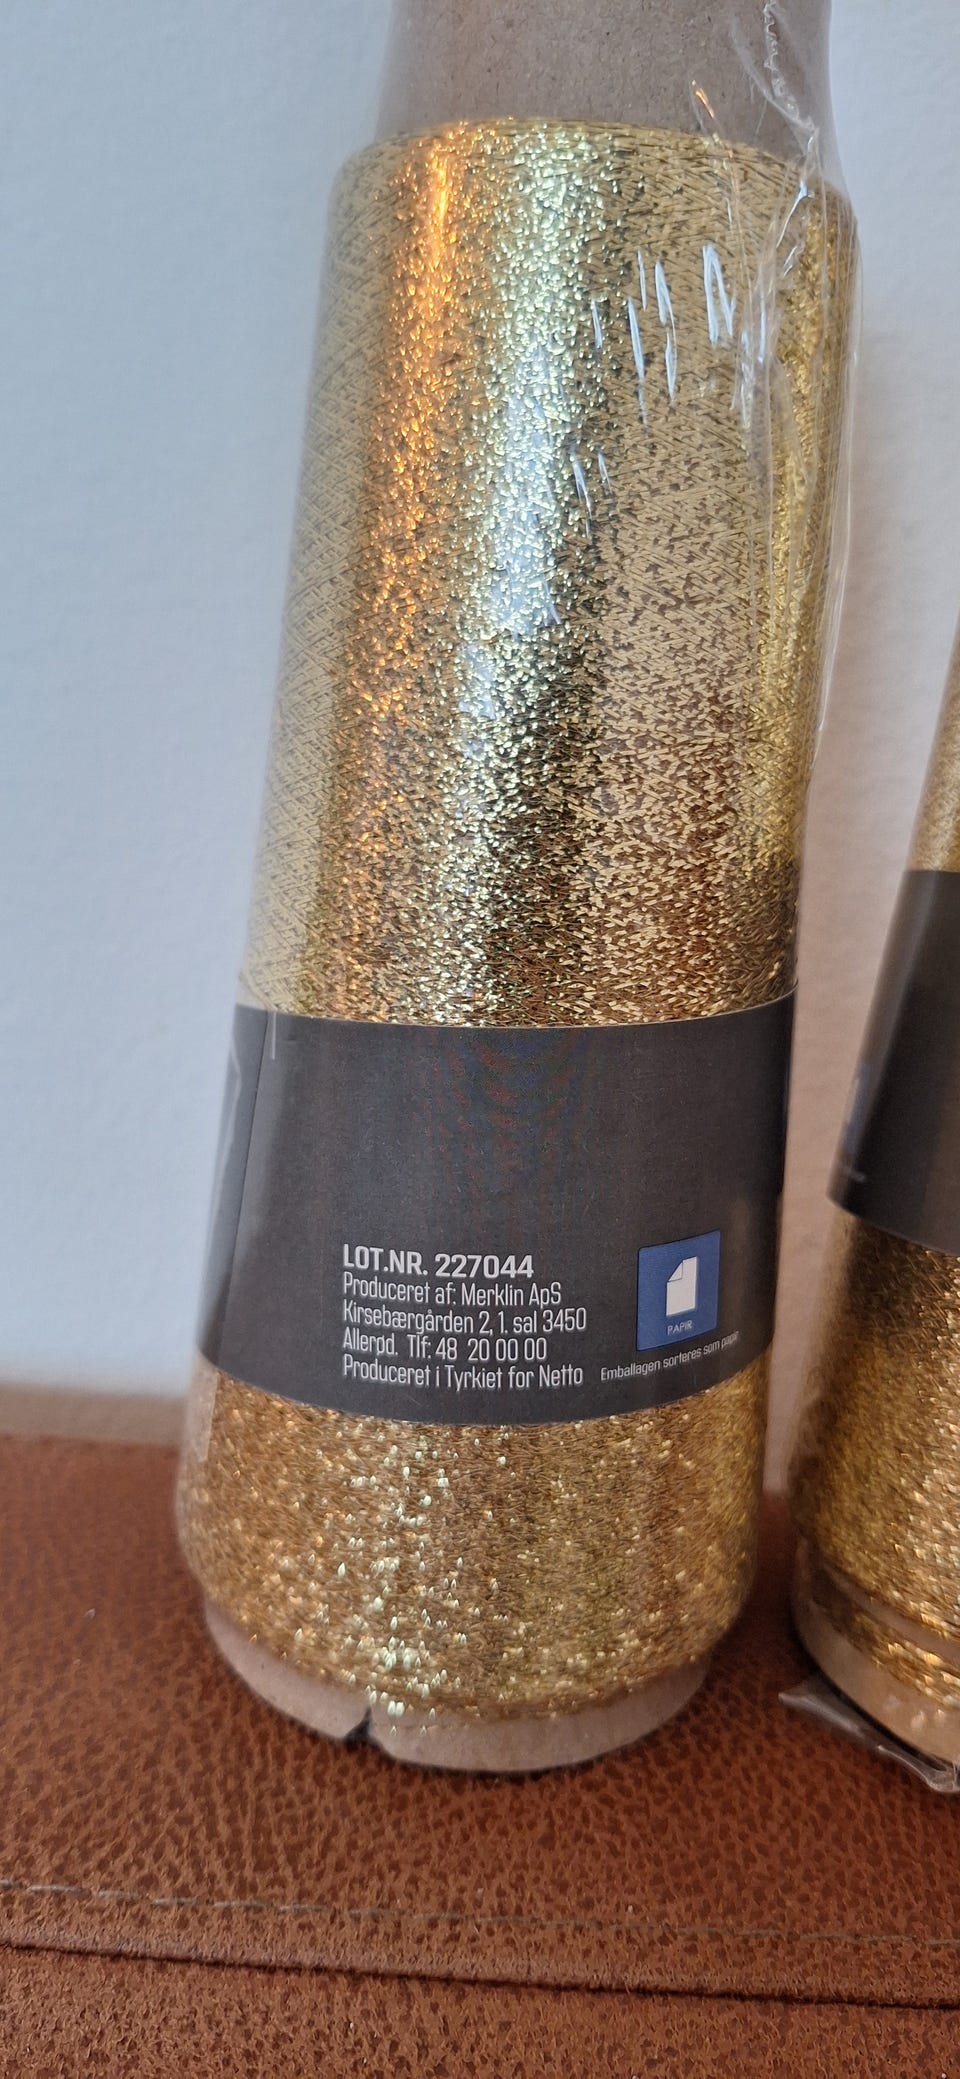 LOT.NR. 227044
Produceret af: Merklin ApS
Kirsebærgården 2, 1. sal 3450
Allerød. Tlf: 48 20 00 00
Produceret i Tyrkiet for Netto
PAPIR
Emballagen sorteres som papir